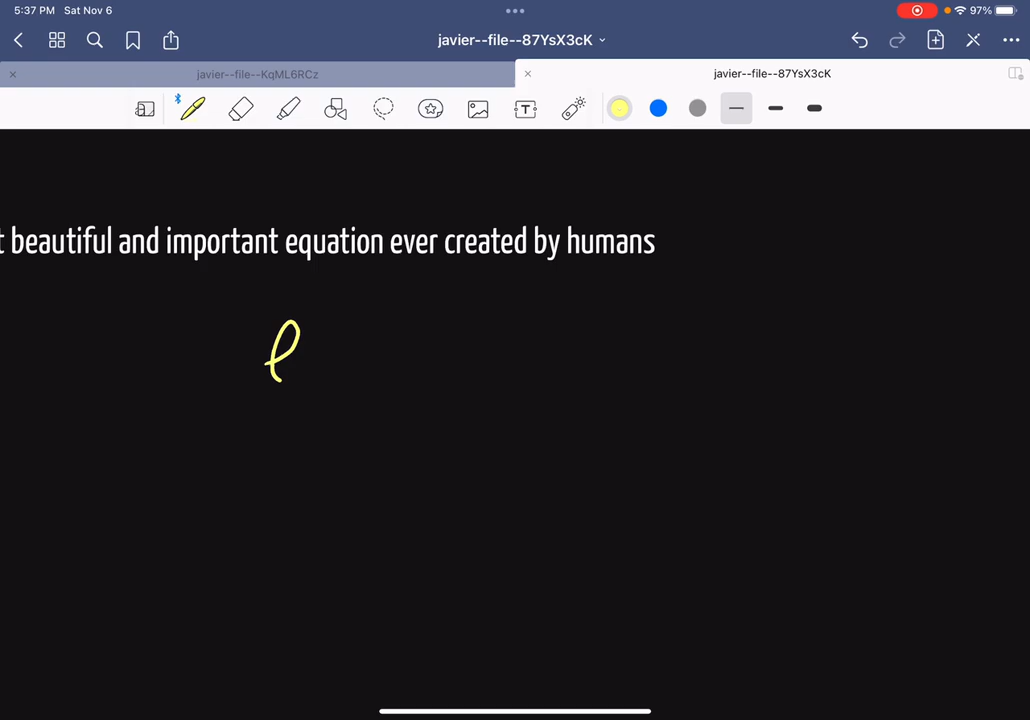 5:37 PM Sat Nov 6
97%
javier--file--87YsX3cK
javier--file--KqML6RCz
javier--file--87YsX3cK
t beautiful and important equation ever created by humans
e